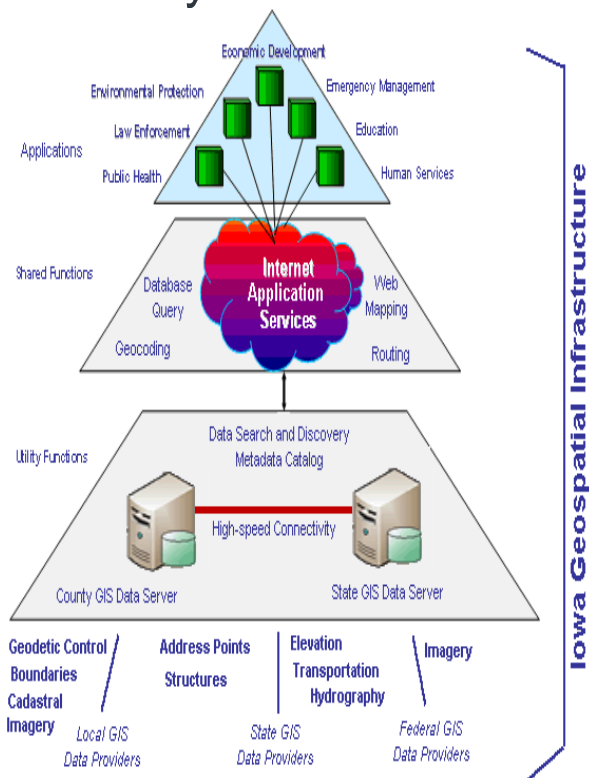 Economic Development
Environmental Protection
Emergency Management
Law Enforcement
Education
Applications
Public Health
Human Services
Shared Functions
Internet
Application
Services
Database
Query
Web
Mapping
Geocoding
Routing
Utility Functions
Data Search and Discovery
Metadata Catalog
High-speed Connectivity
County GIS Data Server
State GIS Data Server
Geodetic Control
Boundaries
Cadastral
Imagery
Address Points
Structures
Elevation
Transportation
Hydrography
Imagery
Local GIS
Data Providers
State GIS
Data Providers
Federal GIS
Data Providers
Iowa Geospatial Infrastructure